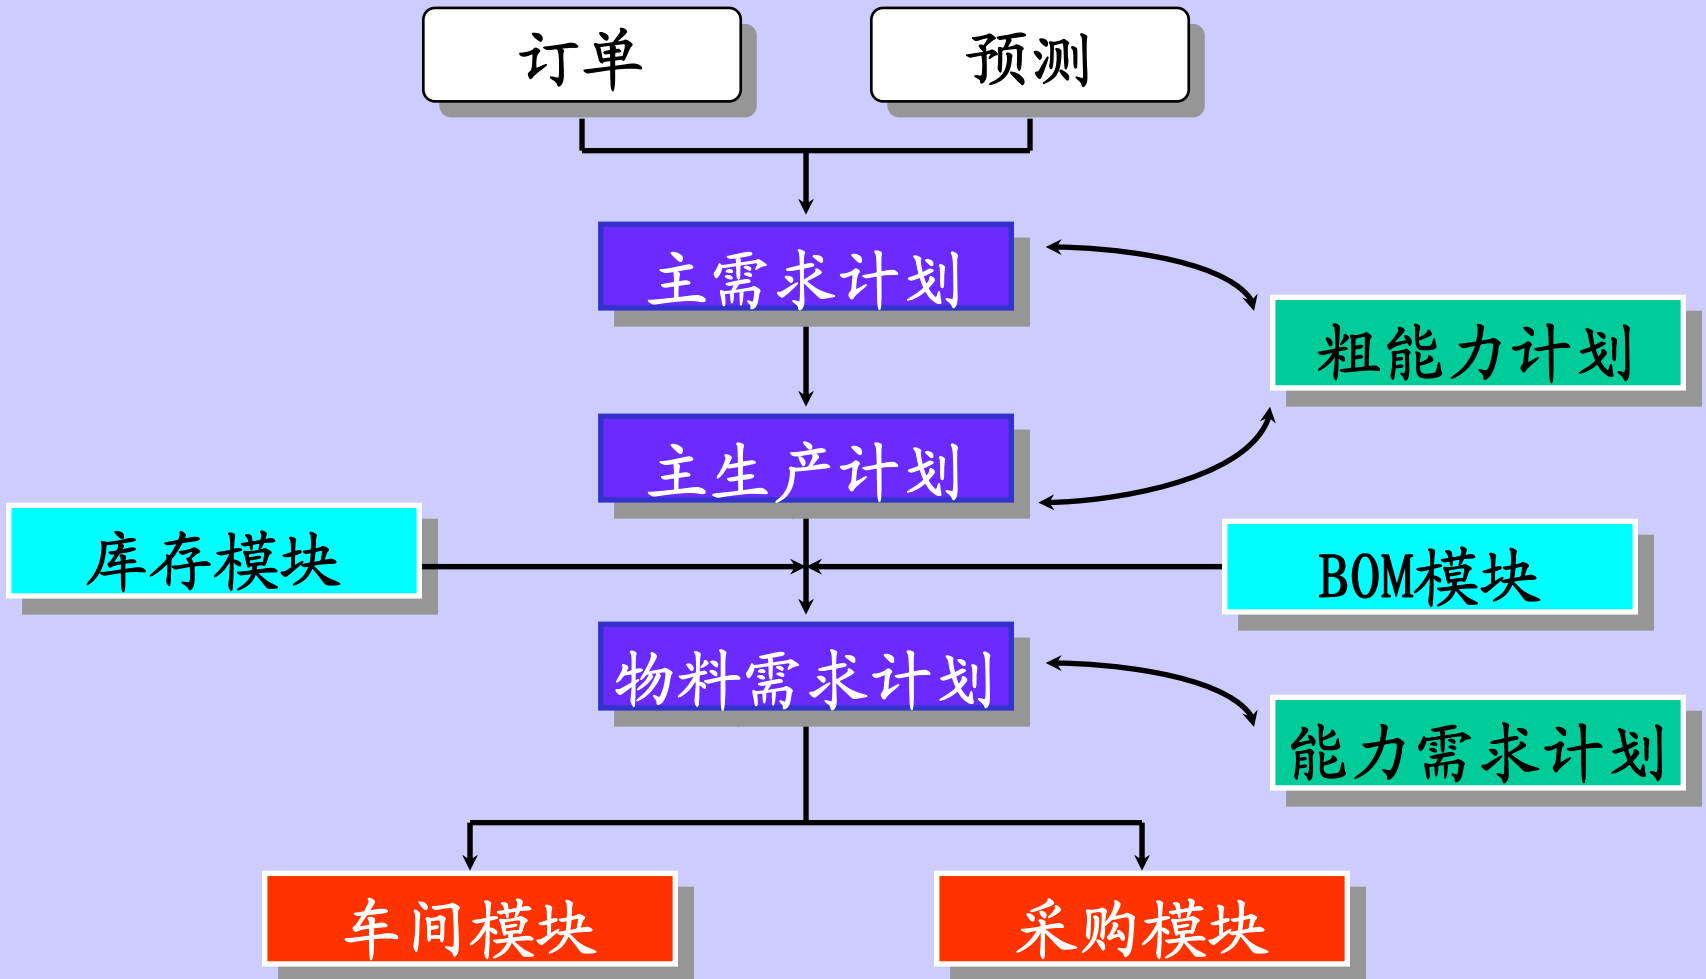 订单
预测
主需求计划
粗能力计划
主生产计划
库存模块
BOM模块
物料需求计划
能力需求计划
车间模块
采购模块